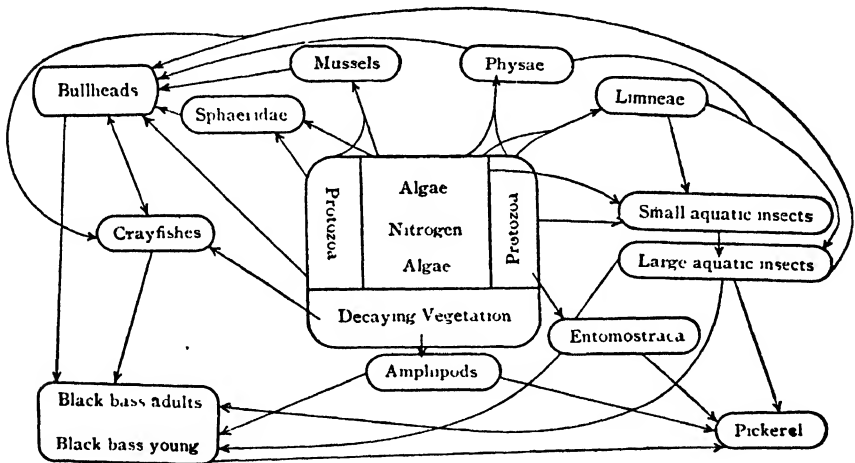 Mussels
Physae
Bullheads
Limneae
Sphaeridae
Protozoa
Algae
Protozoa
Small aquatic insects
Nitrogen
Crayfishes
Algae
Large aquatic insects
Decaying Vegetation
Entomostraca
Amphipods
Black bass adults
Pickerel
Black bass young